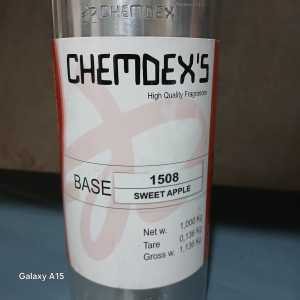 CHEMDEX
CHEMDEX'S
High Quality Fragrances
BASE 1508
SWEET APPLE
Net w. 1,000 Kg
Tare 0,136 Kg
Gross w. 1,136 Kg
Galaxy A15